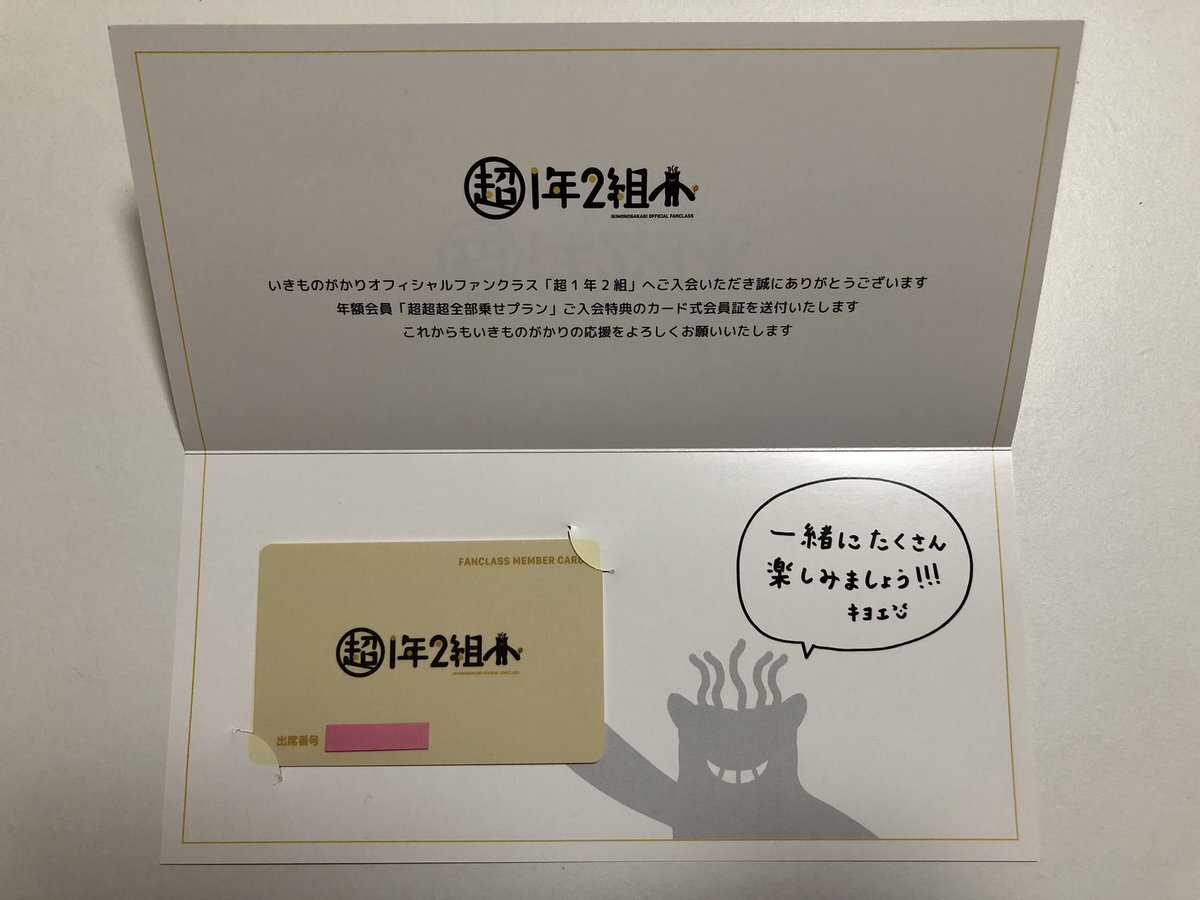 超1年2組
IKIMONOGAKARI OFFICIAL FANCLASS
いきものがかりオフィシャルファンクラス「超1年2組」へご入会いただき誠にありがとうございます
年額会員「超超超全部乗せプラン」ご入会特典のカード式会員証を送付いたします
これからもいきものがかりの応援をよろしくお願いいたします
一緒にたくさん
楽しみましょう!!!
キヨエ
FANCLASS MEMBER CARD
超1年2組
IKIMONOGAKARI OFFICIAL FANCLASS
出席番号